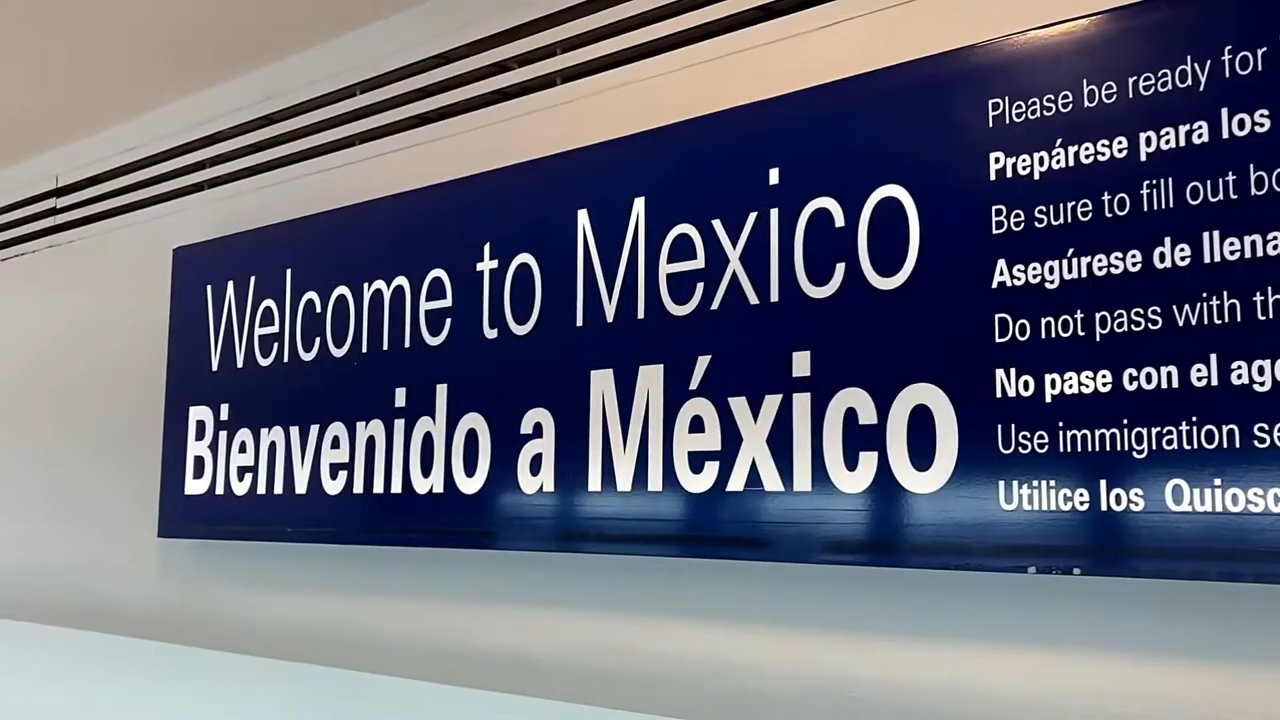 Welcome to Mexico
Bienvenido a México
Please be ready for
Prepárese para los
Be sure to fill out
Asegúrese de
Do not pass with
No pase con el
Use immigration
Utilice los